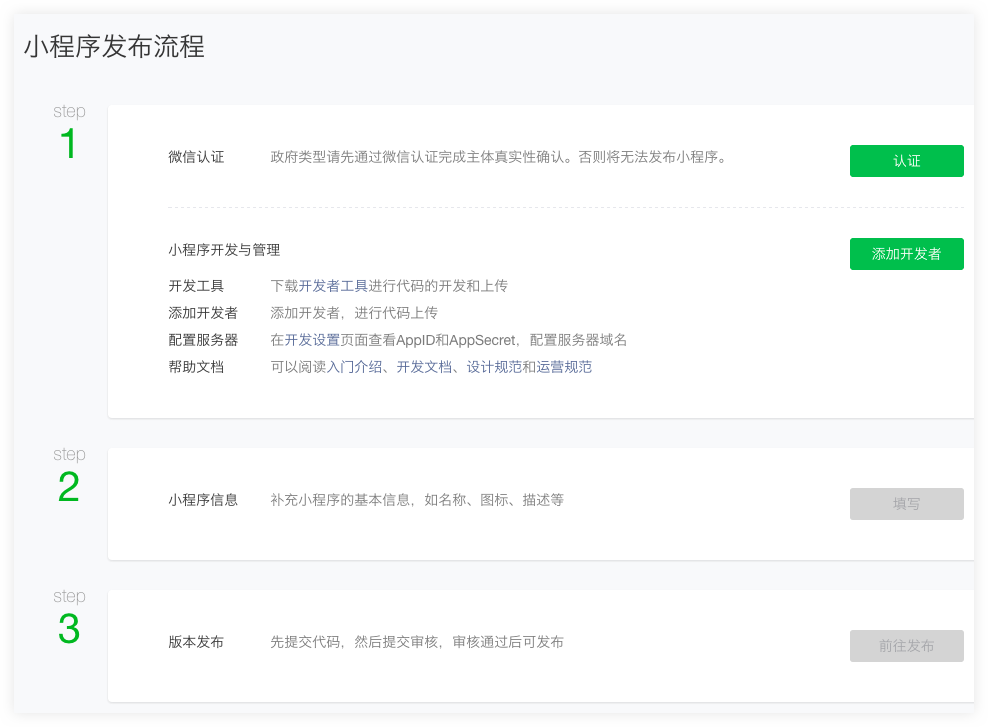 小程序发布流程
step
1
微信认证 政府类型请先通过微信认证完成主体真实性确认。否则将无法发布小程序。 认证
小程序开发与管理 添加开发者
开发工具 下载开发者工具进行代码的开发和上传
添加开发者 添加开发者，进行代码上传
配置服务器 在开发设置页面查看AppID和AppSecret，配置服务器域名
帮助文档 可以阅读入门介绍、开发文档、设计规范和运营规范
step
2
小程序信息 补充小程序的基本信息，如名称、图标、描述等 填写
step
3
版本发布 先提交代码，然后提交审核，审核通过后可发布 前往发布